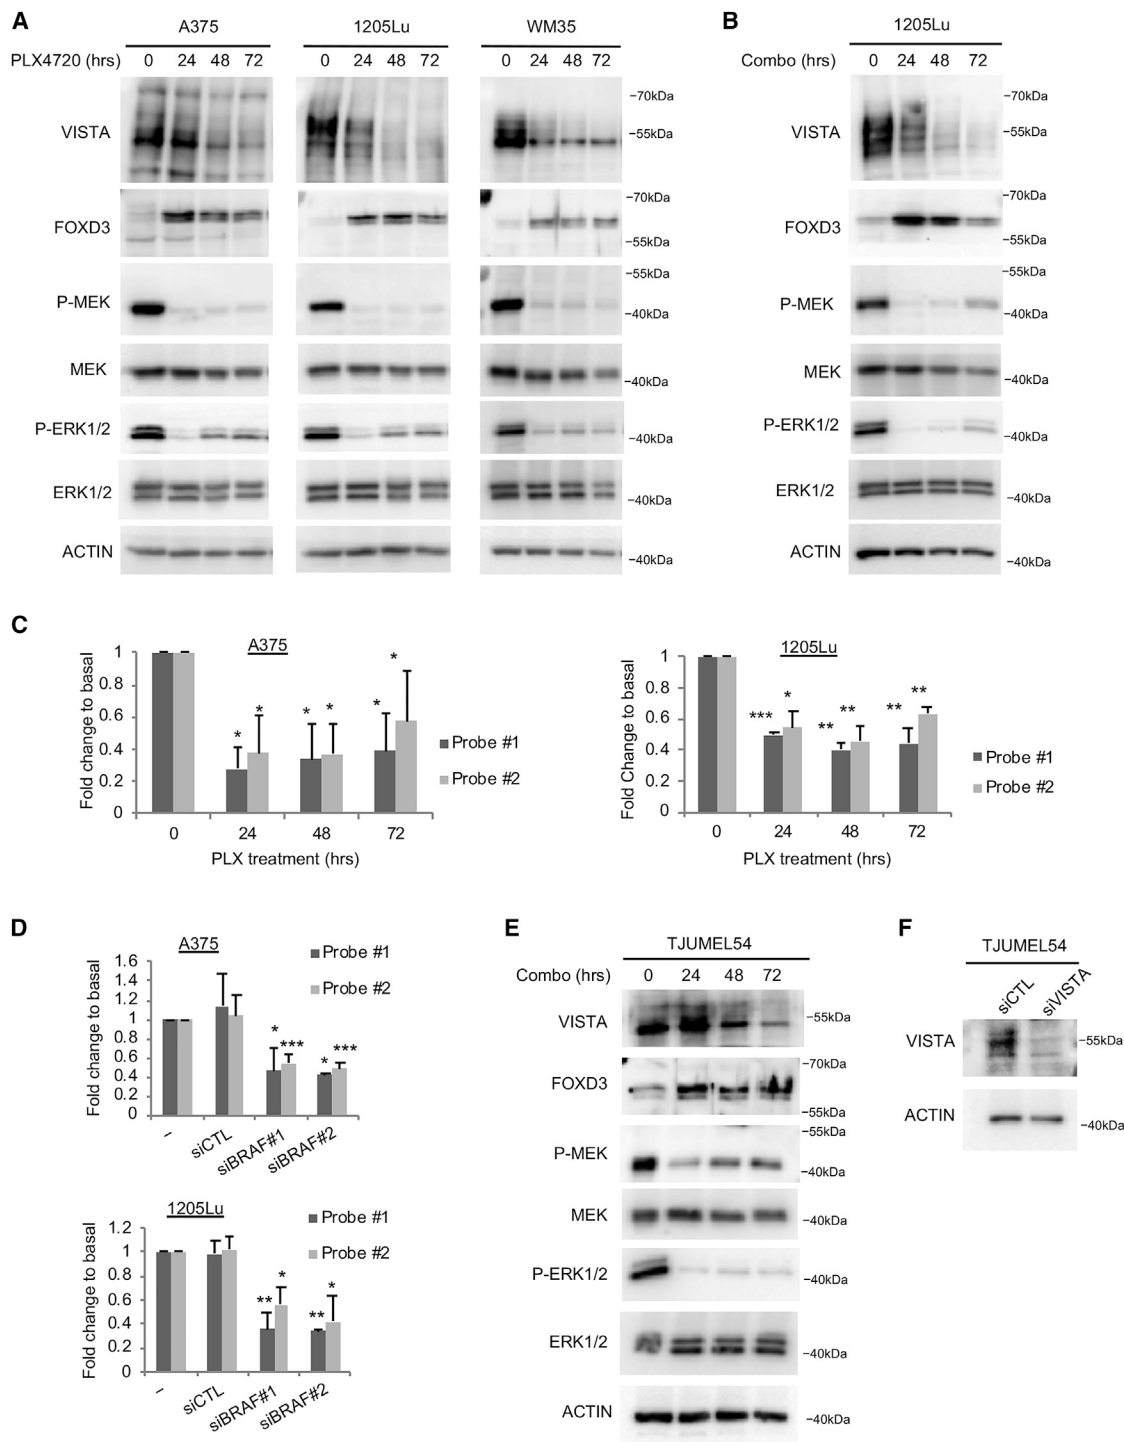 A
A375
1205Lu
WM35
PLX4720 (hrs)
0 24 48 72
0 24 48 72
0 24 48 72
VISTA
−70kDa
−55kDa
FOXD3
−70kDa
−55kDa
P-MEK
−55kDa
−40kDa
MEK
−40kDa
P-ERK1/2
−40kDa
ERK1/2
−40kDa
ACTIN
−40kDa
B
1205Lu
Combo (hrs)
0 24 48 72
VISTA
−70kDa
−55kDa
FOXD3
−70kDa
−55kDa
P-MEK
−55kDa
−40kDa
MEK
−40kDa
P-ERK1/2
−40kDa
ERK1/2
−40kDa
ACTIN
−40kDa
C
A375
Fold change to basal
1
0.8
0.6
0.4
0.2
0
* * * * * *
0 24 48 72
PLX treatment (hrs)
Probe #1
Probe #2
1205Lu
Fold Change to basal
1
0.8
0.6
0.4
0.2
0
*** * ** ** ** **
0 24 48 72
PLX treatment (hrs)
Probe #1
Probe #2
D
A375
Fold change to basal
1.6
1.4
1.2
1
0.8
0.6
0.4
0.2
0
* *** * ***
– siCTL siBRAF#1 siBRAF#2
Probe #1
Probe #2
1205Lu
Fold change to basal
1.2
1
0.8
0.6
0.4
0.2
0
** * ** *
– siCTL siBRAF#1 siBRAF#2
Probe #1
Probe #2
E
TJUMEL54
Combo (hrs)
0 24 48 72
VISTA
−55kDa
FOXD3
−70kDa
−55kDa
P-MEK
−55kDa
−40kDa
MEK
−40kDa
P-ERK1/2
−40kDa
ERK1/2
−40kDa
ACTIN
−40kDa
F
TJUMEL54
siCTL siVISTA
VISTA
−55kDa
ACTIN
−40kDa